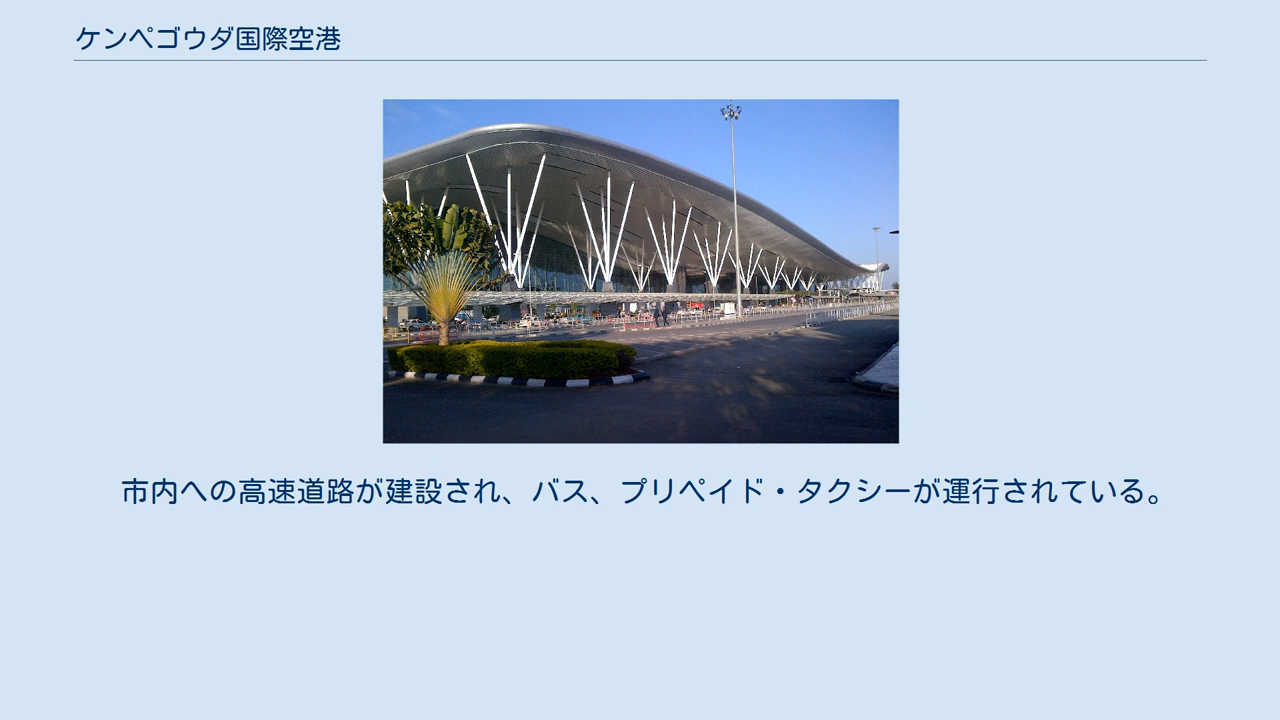 ケンペゴウダ国際空港
市内への高速道路が建設され、バス、プリペイド・タクシーが運行されている。